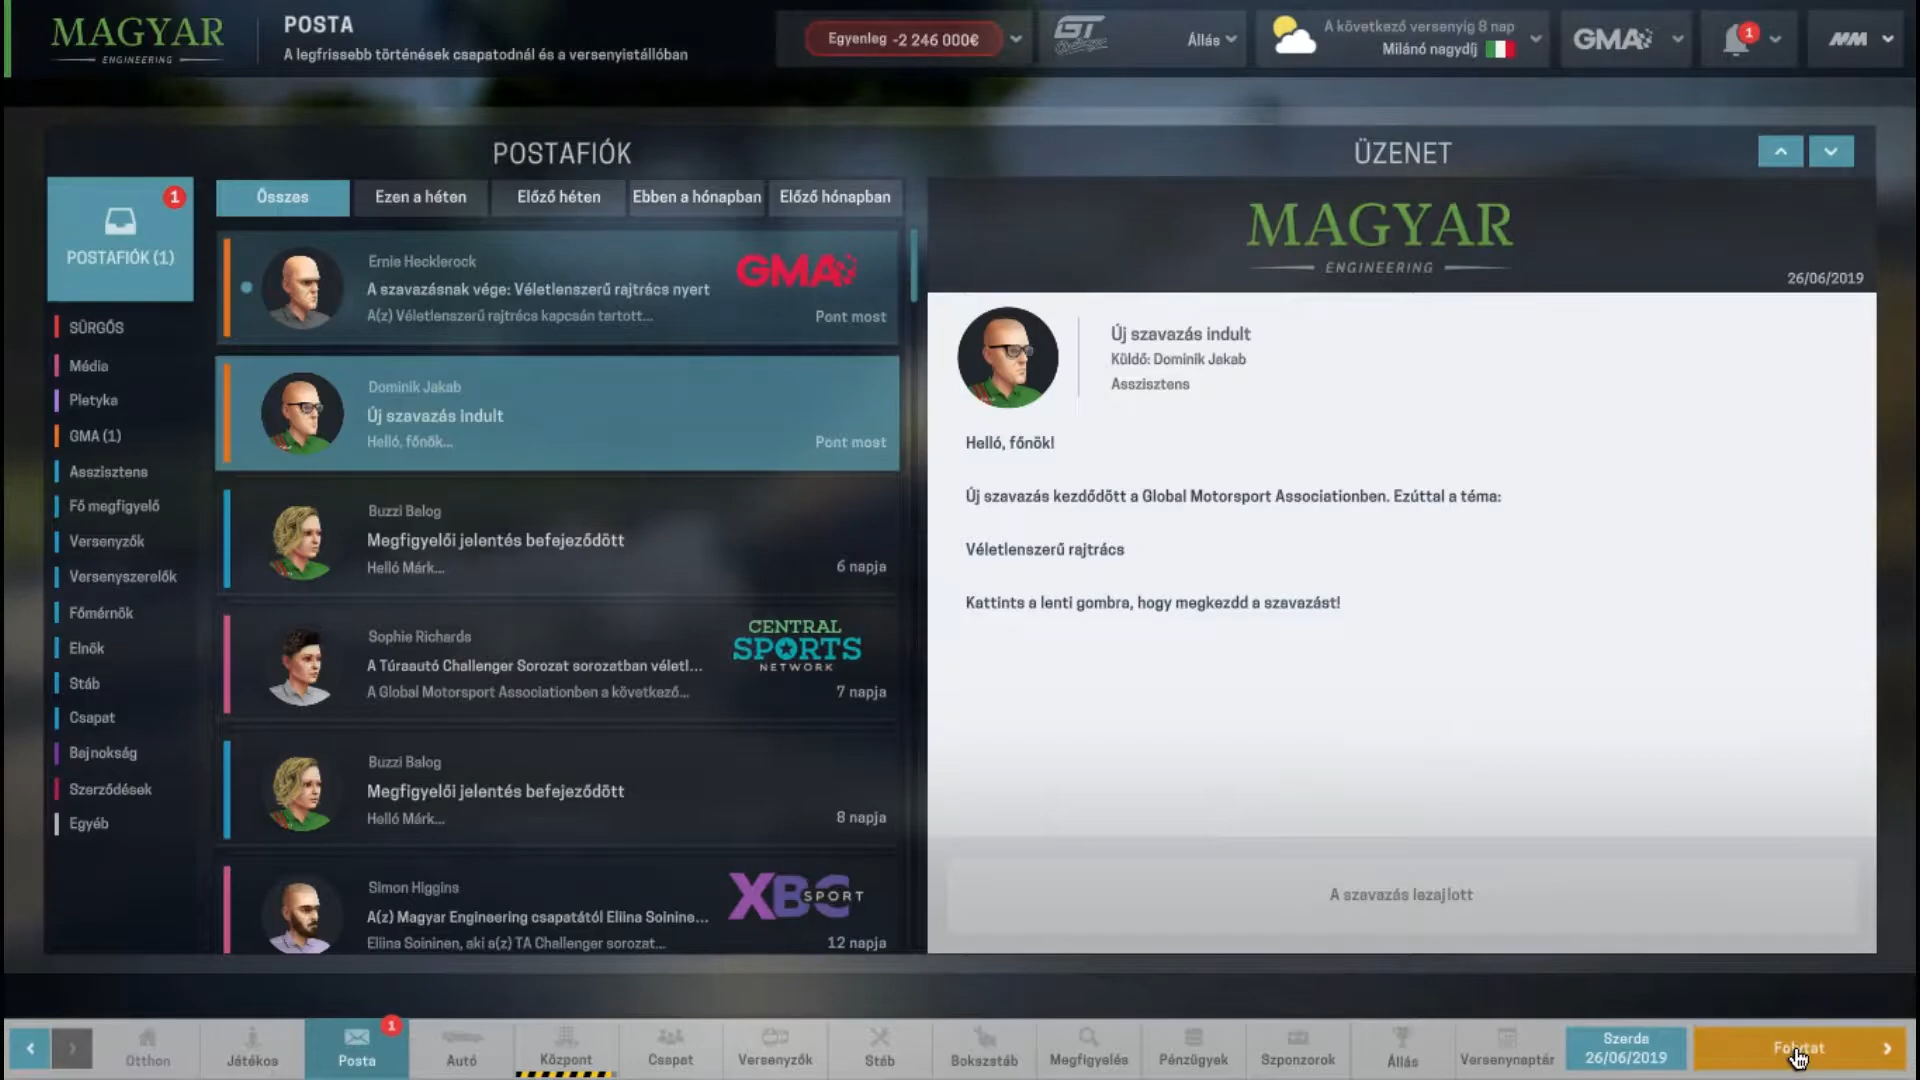 MAGYAR
ENGINEERING
POSTA
A legfrissebb történések csapatodnál és a versenyistállóban
Egyenleg -2 246 000€
GT
Challenger
Állás
A következő versenyig 8 nap
Milánó nagydíj
GMA
1
POSTAFIÓK
ÜZENET
1
POSTAFIÓK (1)
Összes
Ezen a héten
Előző héten
Ebben a hónapban
Előző hónapban
SÜRGŐS
Média
Pletyka
GMA (1)
Asszisztens
Fő megfigyelő
Versenyzők
Versenyszerelők
Főmérnök
Elnök
Stáb
Csapat
Bajnokság
Szerződések
Egyéb
Ernie Hecklerock
A szavazásnak vége: Véletlenszerű rajtrács nyert
A(z) Véletlenszerű rajtrács kapcsán tartott...
GMA
Pont most
Dominik Jakab
Új szavazás indult
Helló, főnök...
Pont most
Buzzi Balog
Megfigyelői jelentés befejeződött
Helló Márk...
6 napja
Sophie Richards
A Túraautó Challenger Sorozat sorozatban véletl...
A Global Motorsport Associationben a következő...
CENTRAL
SPORTS
NETWORK
7 napja
Buzzi Balog
Megfigyelői jelentés befejeződött
Helló Márk...
8 napja
Simon Higgins
A(z) Magyar Engineering csapatától Eliina Soinine...
Eliina Soininen, aki a(z) TA Challenger sorozat...
XBC SPORT
12 napja
MAGYAR
ENGINEERING
26/06/2019
Új szavazás indult
Küldő: Dominik Jakab
Asszisztens
Helló, főnök!
Új szavazás kezdődött a Global Motorsport Associationben. Ezúttal a téma:
Véletlenszerű rajtrács
Kattints a lenti gombra, hogy megkezdd a szavazást!
A szavazás lezajlott
Otthon
Játékos
1
Posta
Autó
Központ
Csapat
Versenyzők
Stáb
Boksztáb
Megfigyelés
Pénzügyek
Szponzorok
Állás
Versenynaptár
Szerda
26/06/2019
Folytat